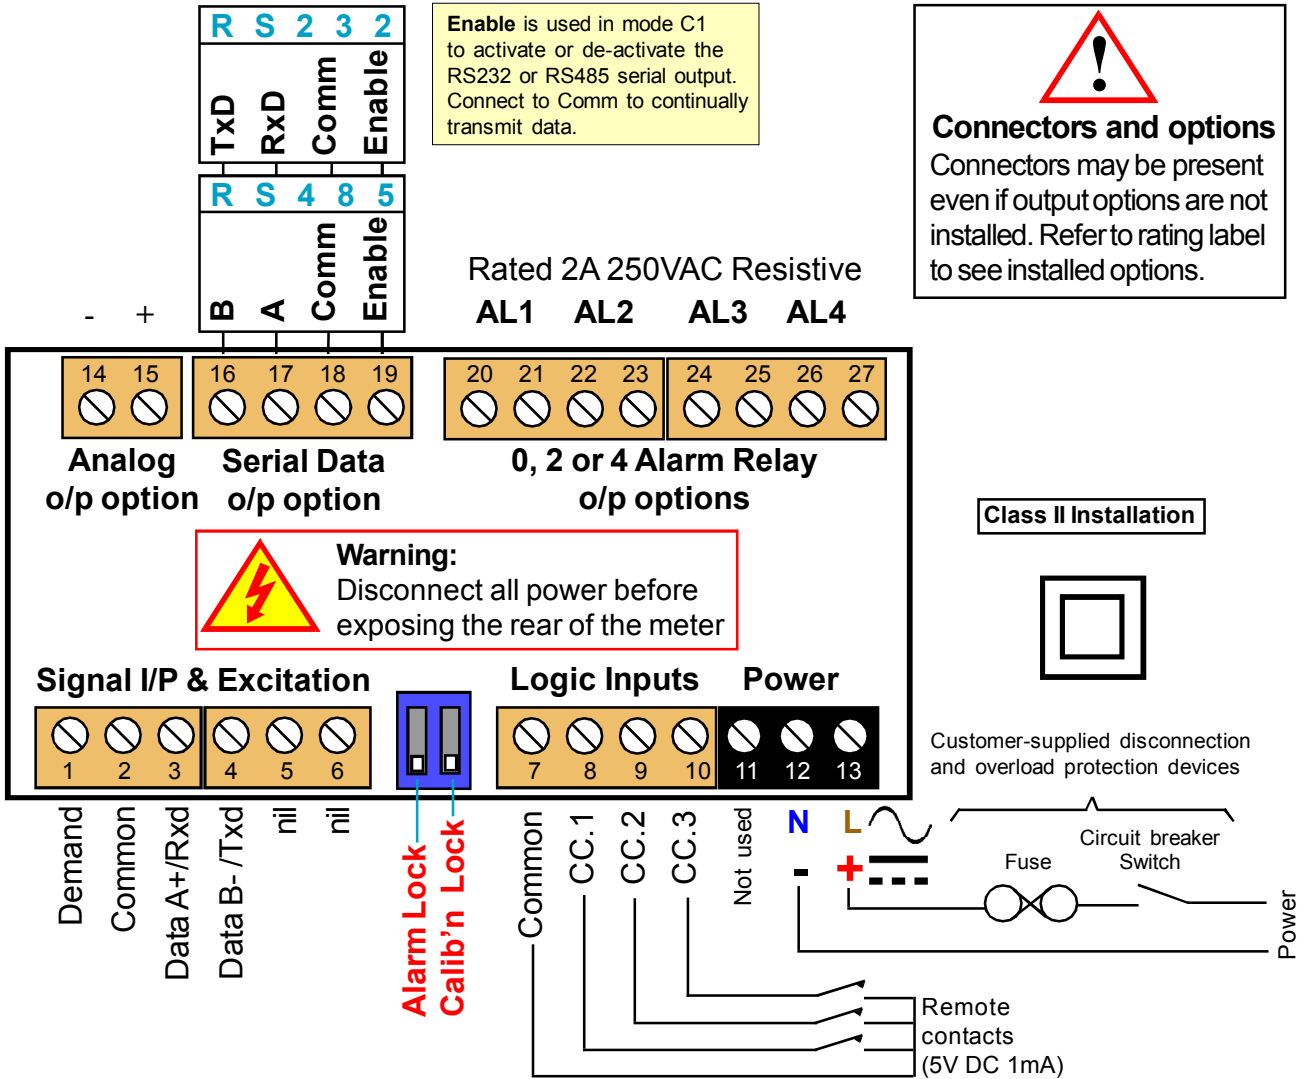 R S 2 3 2
TxD
RxD
Comm
Enable
R S 4 8 5
B
A
Comm
Enable
Enable is used in mode C1
to activate or de-activate the
RS232 or RS485 serial output.
Connect to Comm to continually
transmit data.
!
Connectors and options
Connectors may be present
even if output options are not
installed. Refer to rating label
to see installed options.
Rated 2A 250VAC Resistive
- +
AL1 AL2 AL3 AL4
14 15 16 17 18 19 20 21 22 23 24 25 26 27
Analog
o/p option
Serial Data
o/p option
0, 2 or 4 Alarm Relay
o/p options
Warning:
Disconnect all power before
exposing the rear of the meter
Class II Installation
Signal I/P & Excitation
Logic Inputs
Power
1 2 3 4 5 6 7 8 9 10 11 12 13
Demand
Common
Data A+/Rxd
Data B- /Txd
nil
nil
Alarm Lock
Calib'n Lock
Common
CC.1
CC.2
CC.3
Not used
N L
- +
Customer-supplied disconnection
and overload protection devices
Fuse
Circuit breaker
Switch
Power
Remote
contacts
(5V DC 1mA)